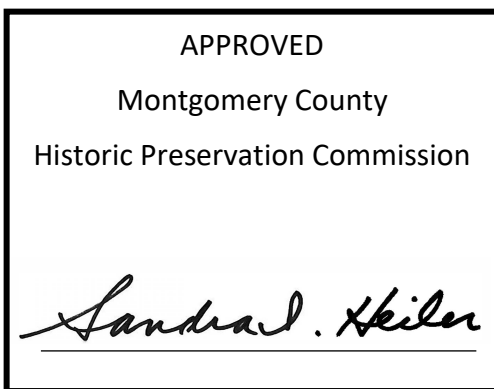 APPROVED
Montgomery County
Historic Preservation Commission
Sandra I. Heiler